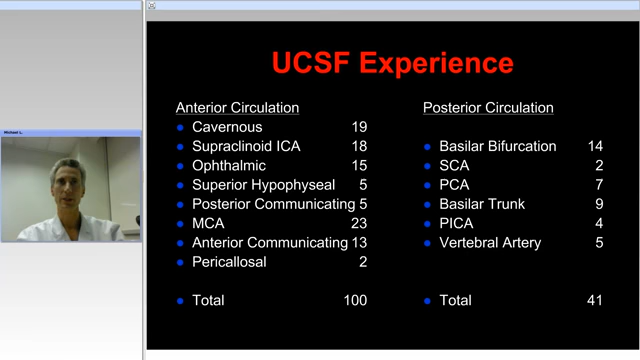 Michael L.
UCSF Experience
Anterior Circulation
Cavernous 19
Supraclinoid ICA 18
Ophthalmic 15
Superior Hypophyseal 5
Posterior Communicating 5
MCA 23
Anterior Communicating 13
Pericallosal 2
Total 100
Posterior Circulation
Basilar Bifurcation 14
SCA 2
PCA 7
Basilar Trunk 9
PICA 4
Vertebral Artery 5
Total 41